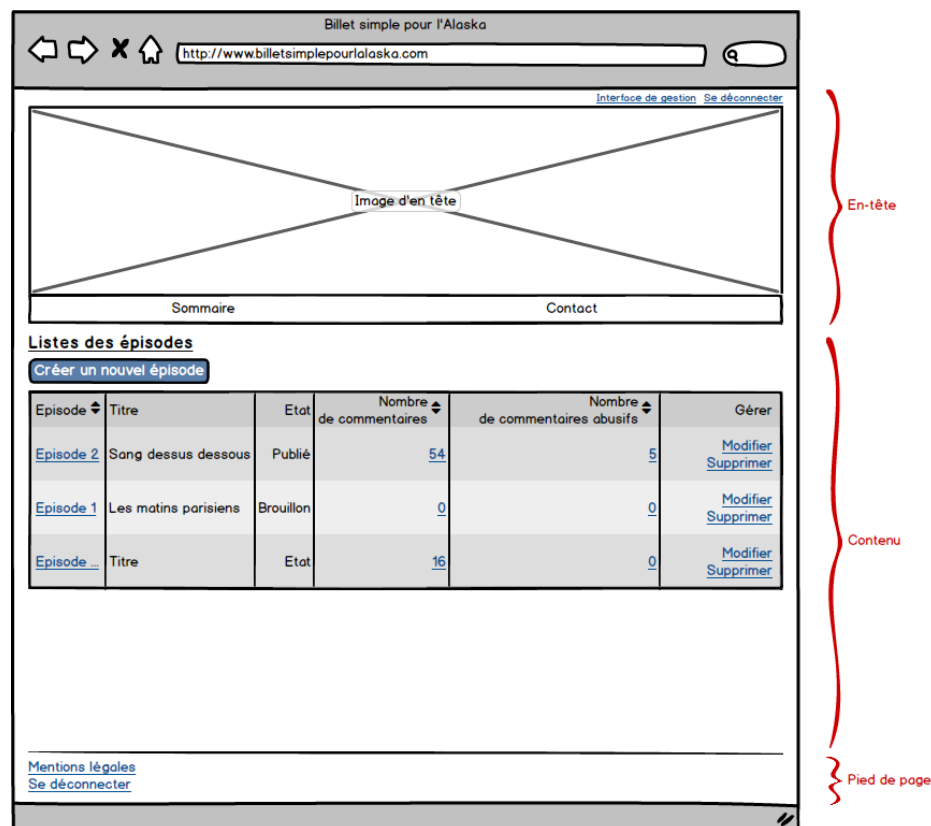 Billet simple pour l'Alaska
http://www.billetsimplepourlalaska.com
Interface de gestion Se déconnecter
Image d'en tête
En-tête
Sommaire Contact
Listes des épisodes
Créer un nouvel épisode
Episode Titre Etat Nombre de commentaires Nombre de commentaires abusifs Gérer
Episode 2 Sang dessus dessous Publié 54 5 Modifier
Supprimer
Episode 1 Les matins parisiens Brouillon 0 0 Modifier
Supprimer
Contenu
Episode ... Titre Etat 16 0 Modifier
Supprimer
Mentions légales
Se déconnecter
Pied de page